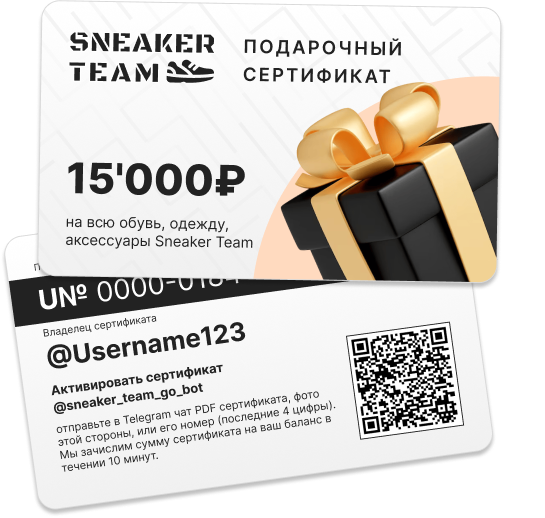 SNEAKER
TEAM
ПОДАРОЧНЫЙ
СЕРТИФИКАТ
15'000₽
на всю обувь, одежду,
аксессуары Sneaker Team
UNº 0000-0184
Владелец сертификата
@Username123
Активировать сертификат
@sneaker_team_go_bot
отправьте в Telegram чат PDF сертификата, фото
этой стороны, или его номер (последние 4 цифры).
Мы зачислим сумму сертификата на ваш баланс в
течении 10 минут.